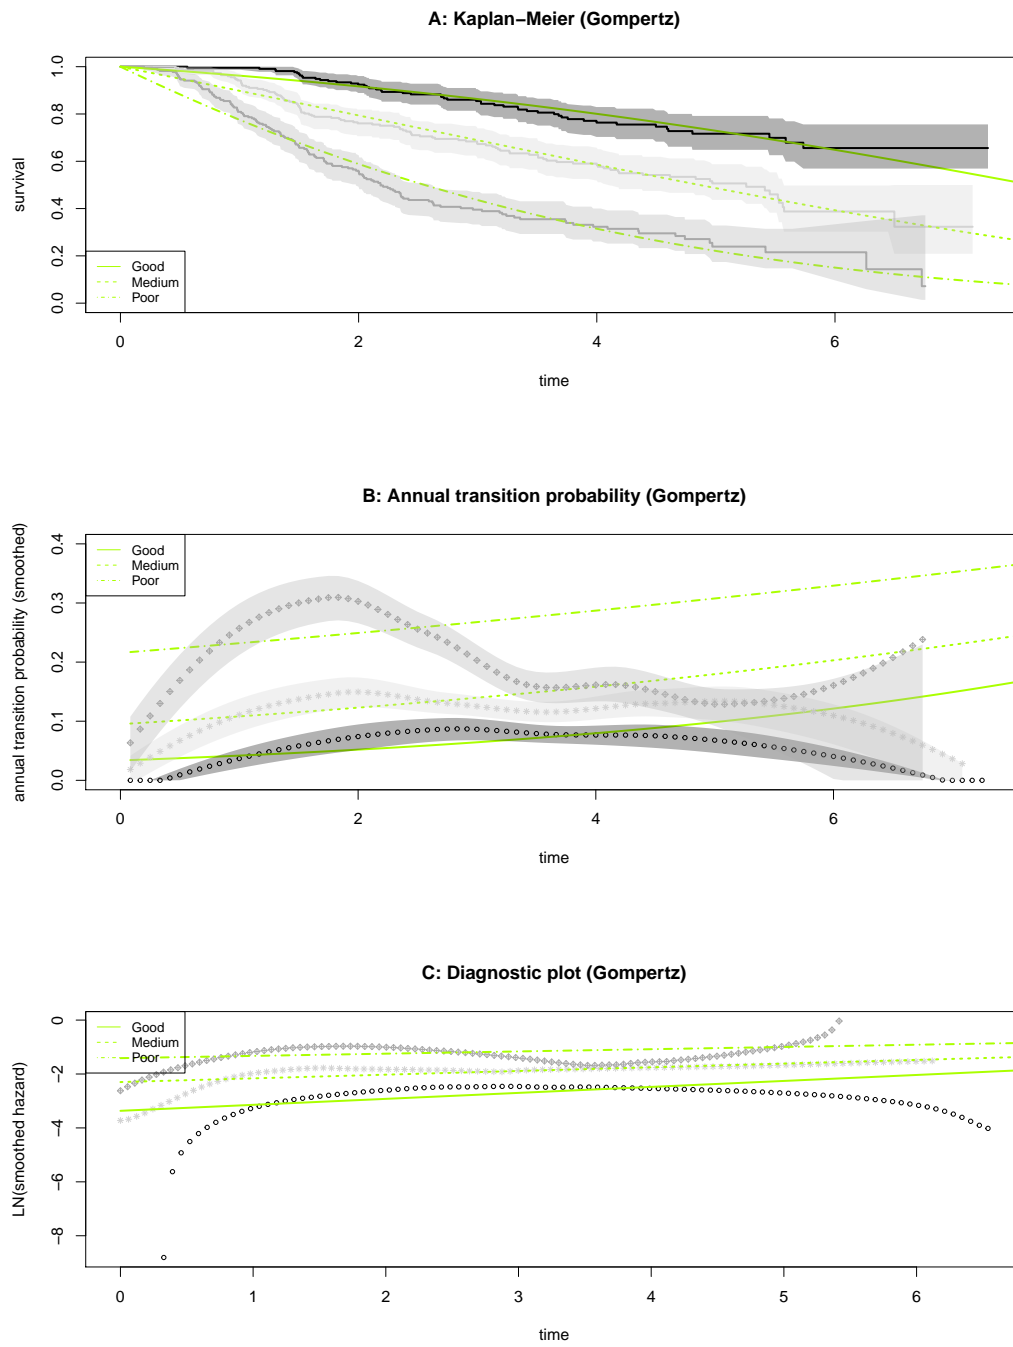 A: Kaplan−Meier (Gompertz)
survival
1.0
0.8
0.6
0.4
0.2
0.0
Good
Medium
Poor
0 2 4 6
time
B: Annual transition probability (Gompertz)
annual transition probability (smoothed)
0.4
0.3
0.2
0.1
0.0
Good
Medium
Poor
0 2 4 6
time
C: Diagnostic plot (Gompertz)
LN(smoothed hazard)
0
−2
−4
−6
−8
Good
Medium
Poor
0 1 2 3 4 5 6
time